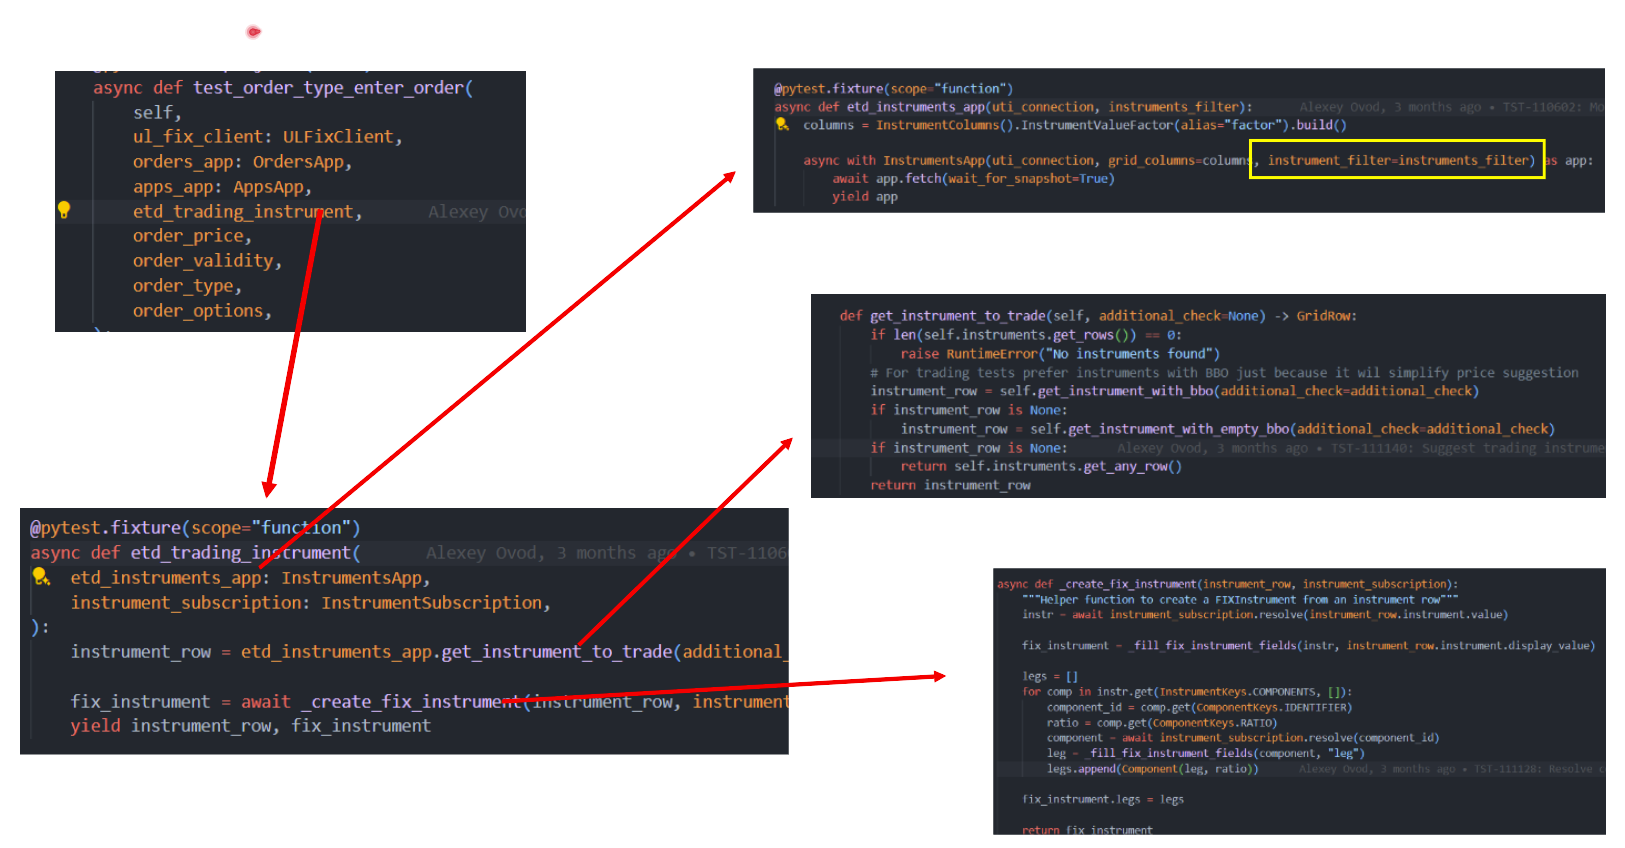 async def test_order_type_enter_order(
self,
ul_fix_client: ULFixClient,
orders_app: OrdersApp,
apps_app: AppsApp,
etd_trading_instrument, Alexey Ovo
order_price,
order_validity,
order_type,
order_options,
@pytest.fixture(scope="function")
async def etd_instruments_app(uti_connection, instruments_filter): Alexey Ovod, 3 months ago • TST-110602: Mo
columns = InstrumentColumns().InstrumentValueFactor(alias="factor").build()
async with InstrumentsApp(uti_connection, grid_columns=columns, instrument_filter=instruments_filter) as app:
await app.fetch(wait_for_snapshot=True)
yield app
def get_instrument_to_trade(self, additional_check=None) -> GridRow:
if len(self.instruments.get_rows()) == 0:
raise RuntimeError("No instruments found")
# For trading tests prefer instruments with BBO just because it wil simplify price suggestion
instrument_row = self.get_instrument_with_bbo(additional_check=additional_check)
if instrument_row is None:
instrument_row = self.get_instrument_with_empty_bbo(additional_check=additional_check)
if instrument_row is None: Alexey Ovod, 3 months ago • TST-111140: Suggest trading instrume
return self.instruments.get_any_row()
return instrument_row
@pytest.fixture(scope="function")
async def etd_trading_instrument( Alexey Ovod, 3 months ago • TST-1106
etd_instruments_app: InstrumentsApp,
instrument_subscription: InstrumentSubscription,
):
instrument_row = etd_instruments_app.get_instrument_to_trade(additional_
fix_instrument = await _create_fix_instrument(instrument_row, instrument
yield instrument_row, fix_instrument
async def _create_fix_instrument(instrument_row, instrument_subscription):
"""Helper function to create a FIXInstrument from an instrument row"""
instr = await instrument_subscription.resolve(instrument_row.instrument.value)
fix_instrument = _fill_fix_instrument_fields(instr, instrument_row.instrument.display_value)
legs = []
for comp in instr.get(InstrumentKeys.COMPONENTS, []):
component_id = comp.get(ComponentKeys.IDENTIFIER)
ratio = comp.get(ComponentKeys.RATIO)
component = await instrument_subscription.resolve(component_id)
leg = _fill_fix_instrument_fields(component, "leg")
legs.append(Component(leg, ratio)) Alexey Ovod, 3 months ago • TST-111128: Resolve
fix_instrument.legs = legs
return fix_instrument